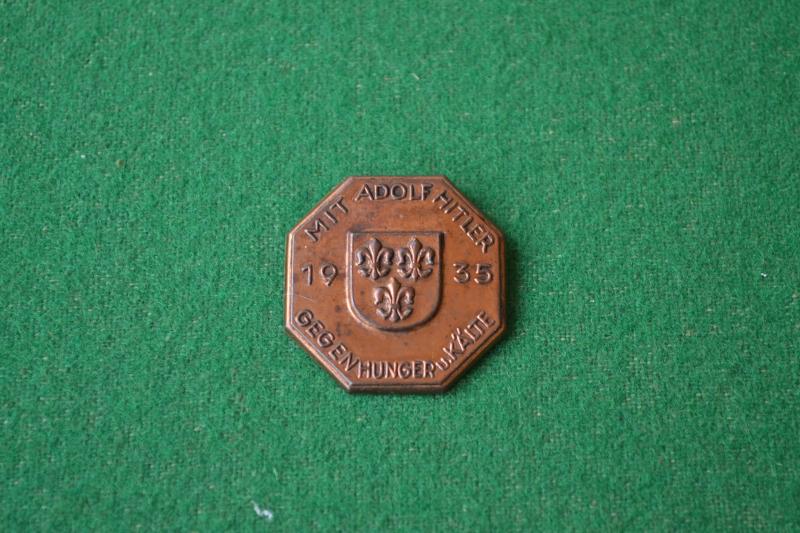 MIT ADOLF HITLER
19 35
GEGEN HUNGER u. KÄLTE